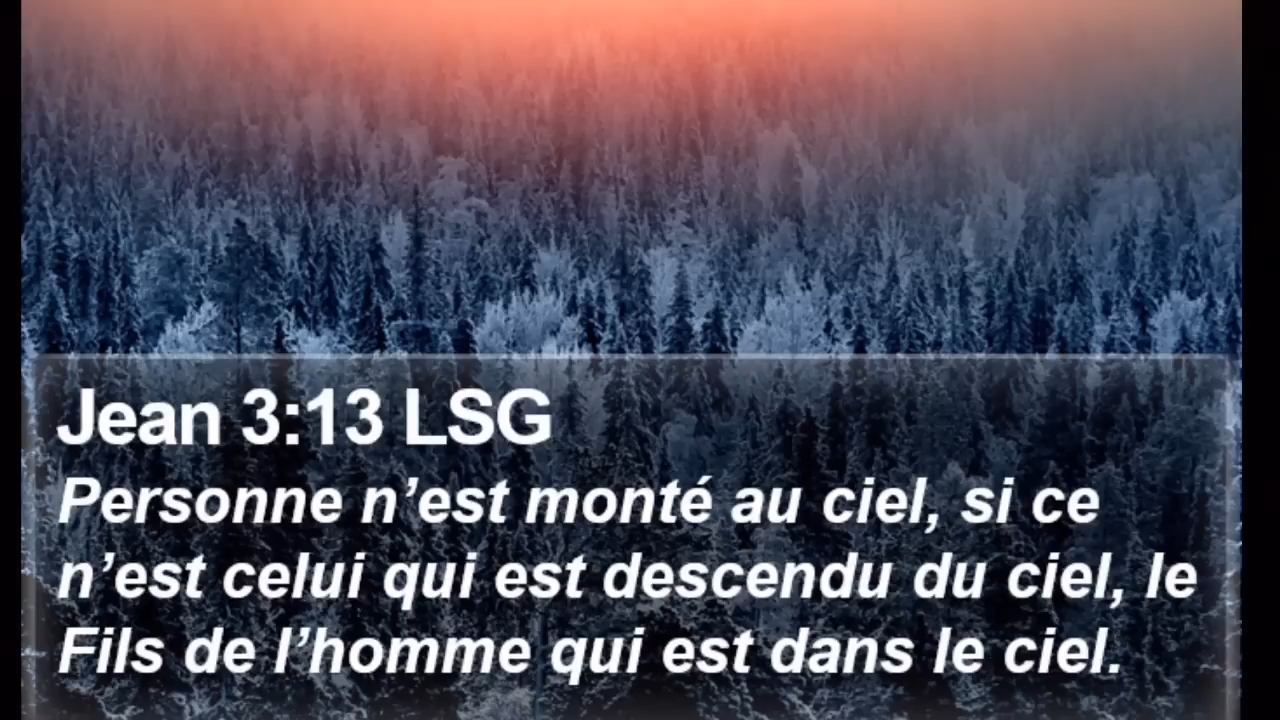 Jean 3:13 LSG
Personne n’est monté au ciel, si ce
n’est celui qui est descendu du ciel, le
Fils de l’homme qui est dans le ciel.